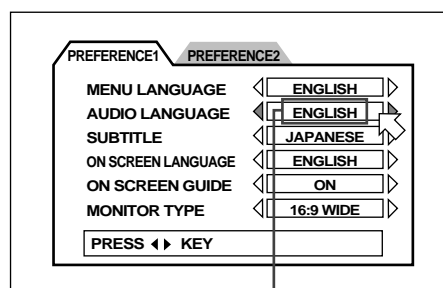 PREFERENCE1 PREFERENCE2
MENU LANGUAGE ENGLISH
AUDIO LANGUAGE ENGLISH
SUBTITLE JAPANESE
ON SCREEN LANGUAGE ENGLISH
ON SCREEN GUIDE ON
MONITOR TYPE 16:9 WIDE
PRESS KEY